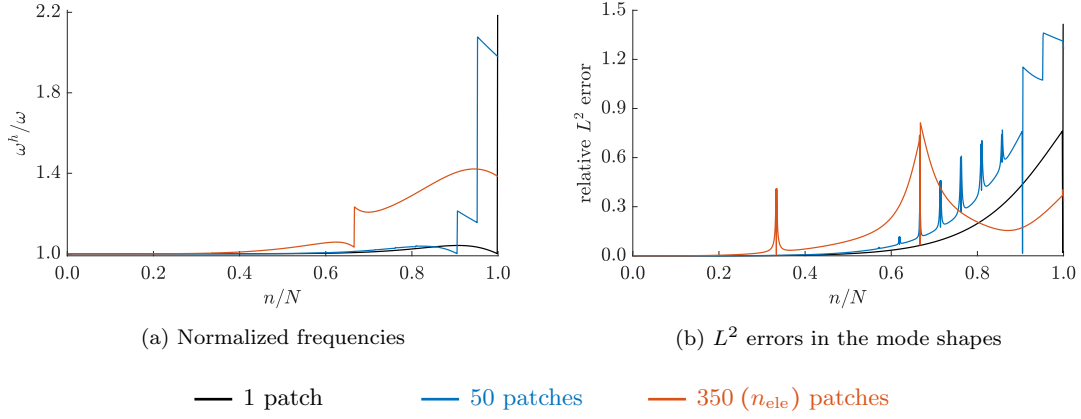 2.2
1.8
1.4
1.0
ω^h/ω
0.0 0.2 0.4 0.6 0.8 1.0
n/N
(a) Normalized frequencies
1.5
1.2
0.9
0.6
0.3
0.0
relative L² error
0.0 0.2 0.4 0.6 0.8 1.0
n/N
(b) L² errors in the mode shapes
1 patch 50 patches 350 (n_ele) patches